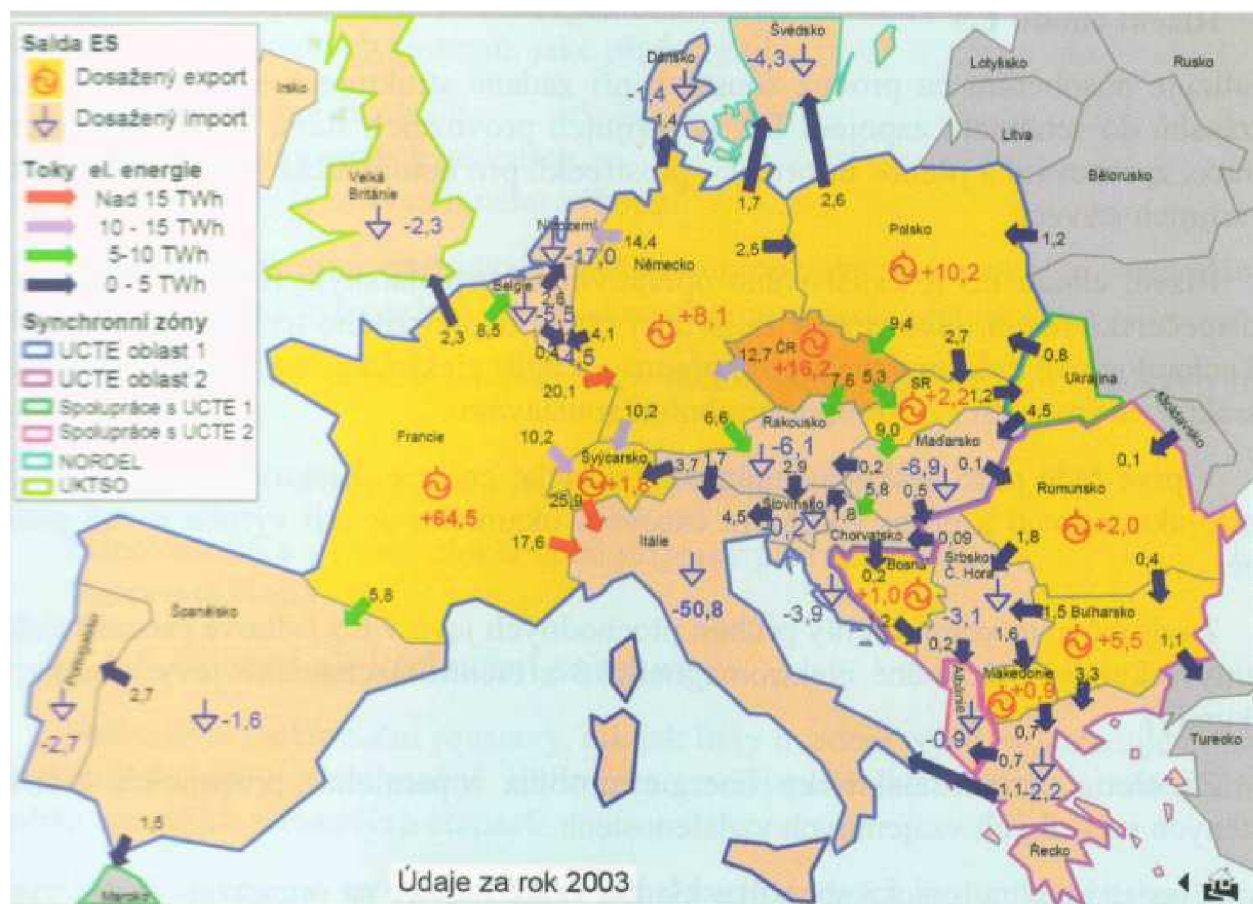 Salda ES
Dosažený export
Dosažený import
Toky el. energie
Nad 15 TWh
10 - 15 TWh
5-10 TWh
0 - 5 TWh
Synchronní zóny
UCTE oblast 1
UCTE oblast 2
Spolupráce s UCTE 1
Spolupráce s UCTE 2
NORDEL
UKTSO
Irsko
Velká
Británie
-2,3
Dánsko
-1,4
1,4
Švédsko
-4,3
Lotyšsko
Rusko
Litva
Bělorusko
1,7
2,6
Polsko
+10,2
1,2
-17,0
14,4
Německo
2,5
+8,1
Belgie
2,6
-5,5
0,4
4,1
2,3
8,5
20,1
12,7
ČR
+16,2
9,4
2,7
0,8
Ukrajina
Moldavsko
7,6
5,3
SR
+2,2
1,2
4,5
10,2
10,2
6,6
Rakousko
-6,1
9,0
Maďarsko
-6,9
0,1
0,1
Francie
+64,5
Švýcarsko
3,7
1,7
2,9
0,2
5,8
0,5
Rumunsko
+2,0
25,9
17,6
Itálie
-50,8
4,5
Slovinsko
1,8
Chorvatsko
0,09
0,2
Bosna
+1,0
-3,9
Srbsko
Č. Hora
-3,1
1,8
0,4
1,5
Bulharsko
+5,5
1,1
0,2
1,6
Makedonie
+0,9
3,3
Albánie
-0,9
0,7
0,7
1,1
-2,2
Řecko
Turecko
5,8
Španělsko
-1,6
Portugalsko
-2,7
2,7
1,5
Maroko
Údaje za rok 2003